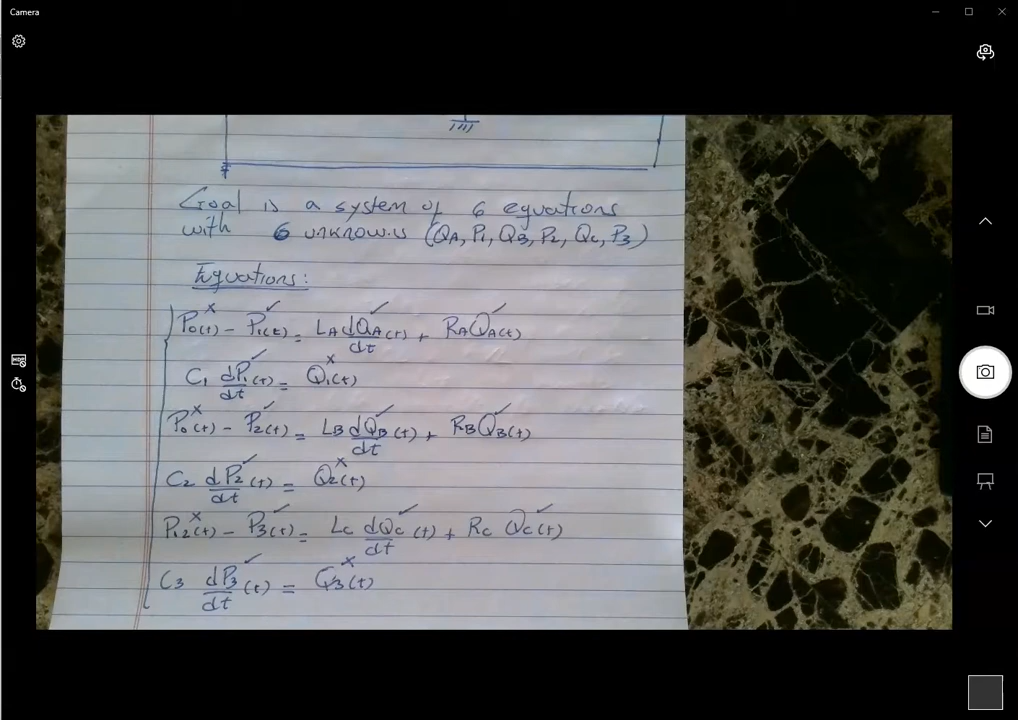 Camera
Goal is a system of 6 equations
with 6 unknowns (QA, P1, QB, P2, Qc, P3)
Equations:
P0(t) - P1(t) = LA dQA(t)/dt + RA QA(t)
C1 dP1(t)/dt = Q1(t)
P0(t) - P2(t) = LB dQB(t)/dt + RB QB(t)
C2 dP2(t)/dt = Q2(t)
P12(t) - P3(t) = Lc dQc(t)/dt + Rc Qc(t)
C3 dP3(t)/dt = Q3(t)